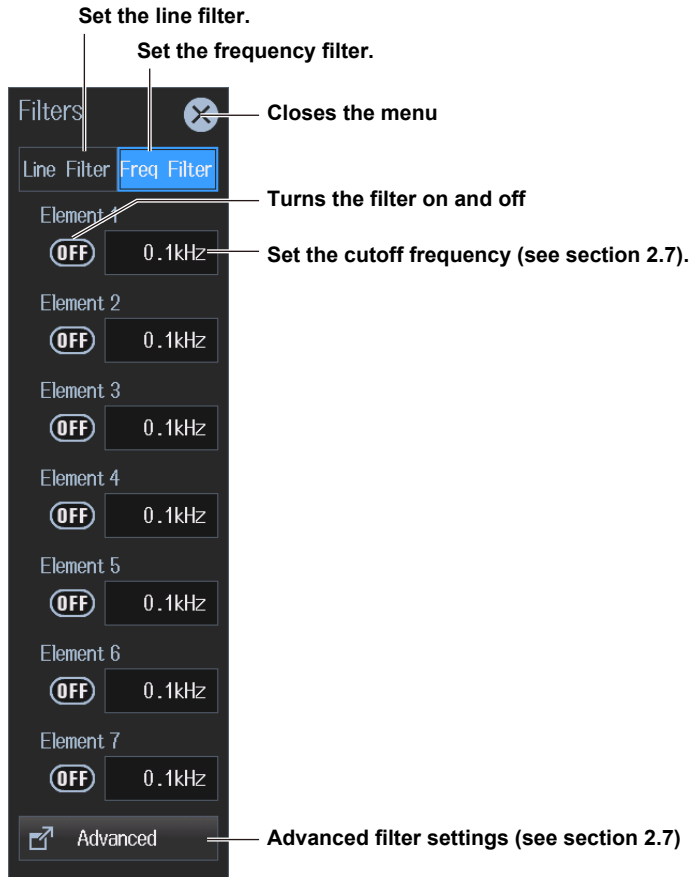 Set the line filter.
Set the frequency filter.
Filters
Closes the menu
Line Filter Freq Filter
Turns the filter on and off
Element 1
OFF 0.1kHz
Set the cutoff frequency (see section 2.7).
Element 2
OFF 0.1kHz
Element 3
OFF 0.1kHz
Element 4
OFF 0.1kHz
Element 5
OFF 0.1kHz
Element 6
OFF 0.1kHz
Element 7
OFF 0.1kHz
Advanced
Advanced filter settings (see section 2.7)